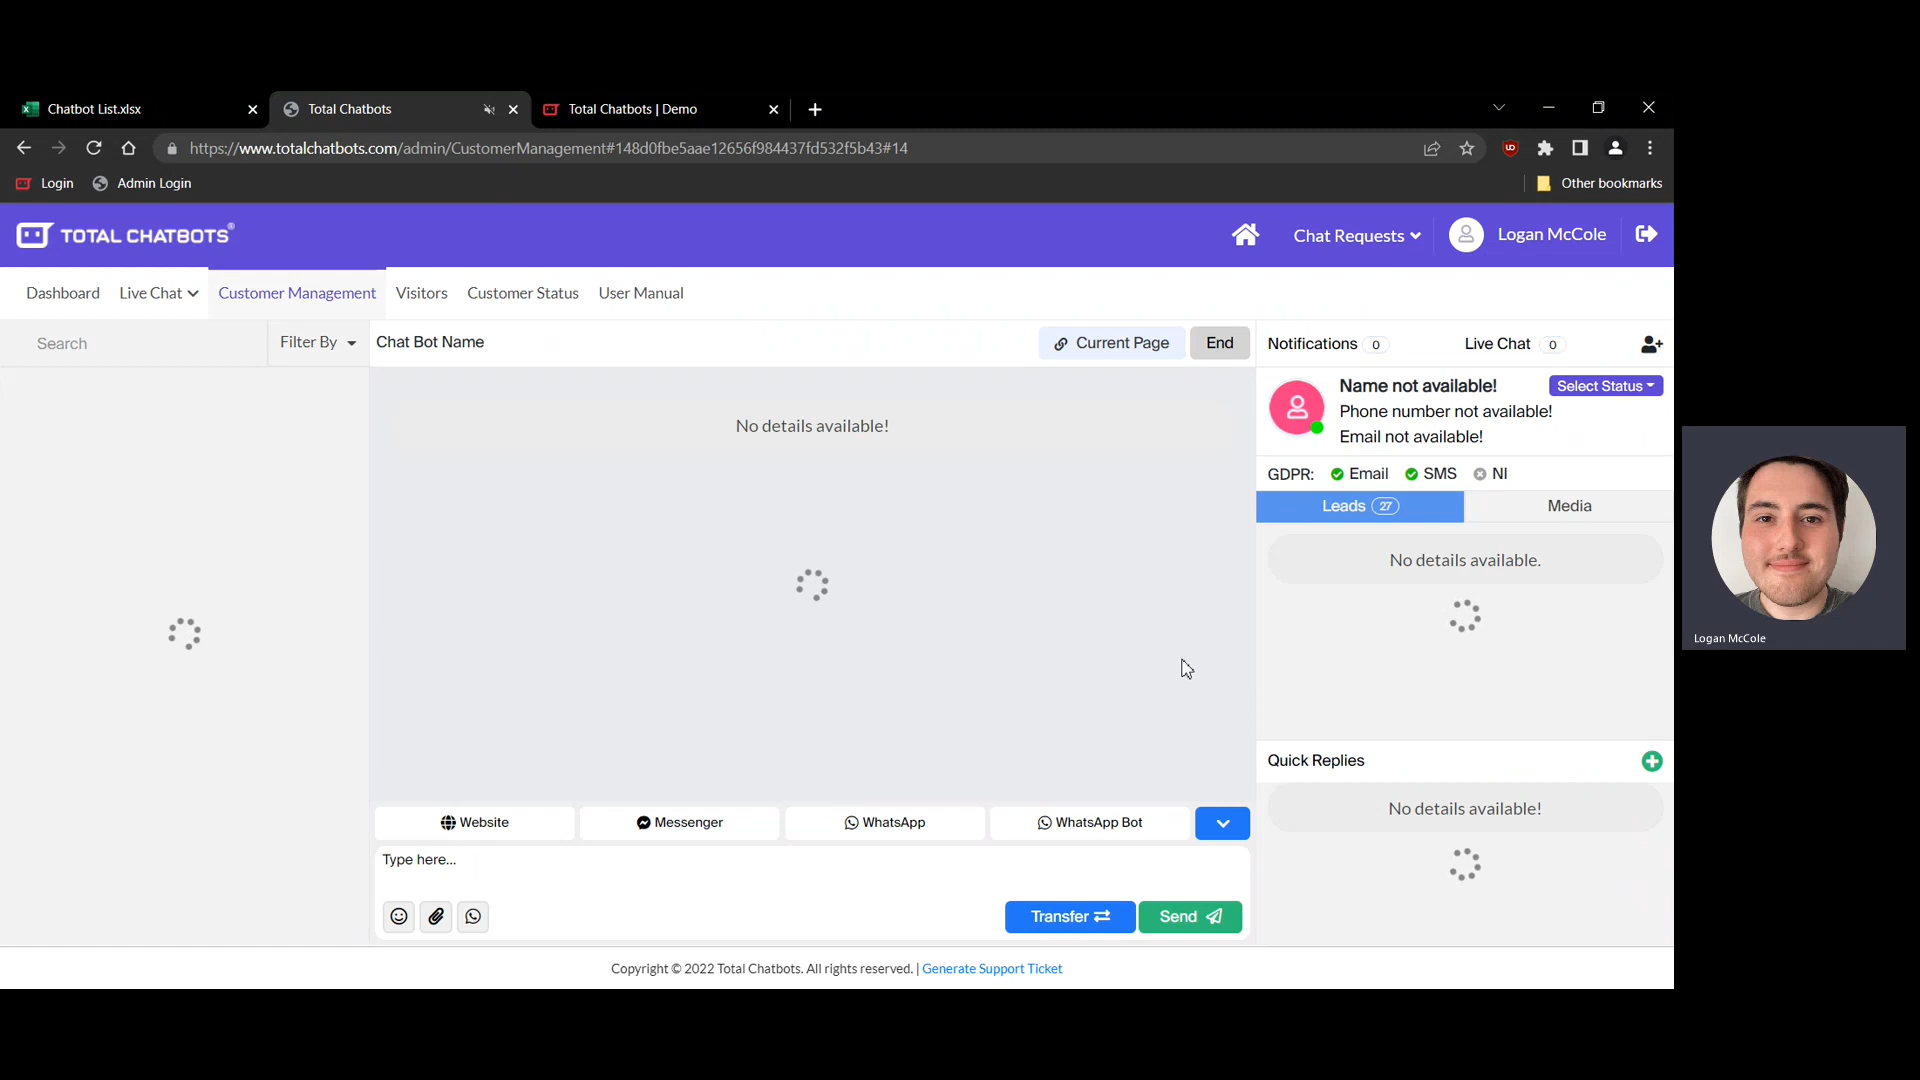 Chatbot List.xlsx
Total Chatbots
Total Chatbots | Demo
https://www.totalchatbots.com/admin/CustomerManagement#148d0fbe5aae12656f984437fd532f5b43#14
Login
Admin Login
Other bookmarks
TOTAL CHATBOTS®
Chat Requests
Logan McCole
Dashboard
Live Chat
Customer Management
Visitors
Customer Status
User Manual
Search
Filter By
Chat Bot Name
Current Page
End
Notifications 0
Live Chat 0
Name not available!
Select Status
Phone number not available!
Email not available!
No details available!
GDPR: Email SMS NI
Leads 27
Media
No details available.
Logan McCole
Quick Replies
No details available!
Website
Messenger
WhatsApp
WhatsApp Bot
Type here...
Transfer
Send
Copyright © 2022 Total Chatbots. All rights reserved. | Generate Support Ticket